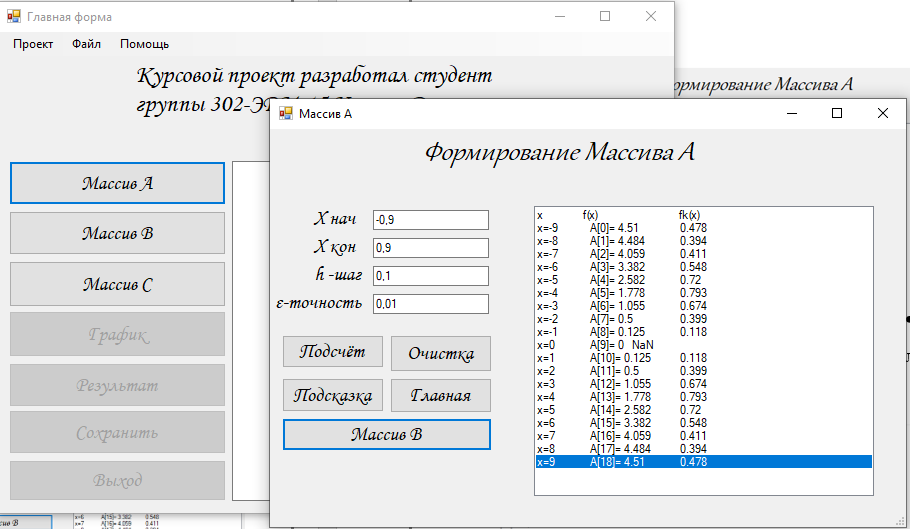 Главная форма
Проект Файл Помощь
Курсовой проект разработал студент
группы
Формирование Массива А
Массив А
Массив В
Массив С
График
Результат
Сохранить
Выход
Массив А
Формирование Массива А
Х нач -0,9
Х кон 0,9
h -шаг 0,1
ε-точность 0,01
Подсчёт Очистка
Подсказка Главная
Массив В
x f(x) fk(x)
x=-9 A[0]= 4.51 0.478
x=-8 A[1]= 4.484 0.394
x=-7 A[2]= 4.059 0.411
x=-6 A[3]= 3.382 0.548
x=-5 A[4]= 2.582 0.72
x=-4 A[5]= 1.778 0.793
x=-3 A[6]= 1.055 0.674
x=-2 A[7]= 0.5 0.399
x=-1 A[8]= 0.125 0.118
x=0 A[9]= 0 NaN
x=1 A[10]= 0.125 0.118
x=2 A[11]= 0.5 0.399
x=3 A[12]= 1.055 0.674
x=4 A[13]= 1.778 0.793
x=5 A[14]= 2.582 0.72
x=6 A[15]= 3.382 0.548
x=7 A[16]= 4.059 0.411
x=8 A[17]= 4.484 0.394
x=9 A[18]= 4.51 0.478
x=6 A[15]= 3.382 0.548
x=7 A[16]= 4.059 0.411